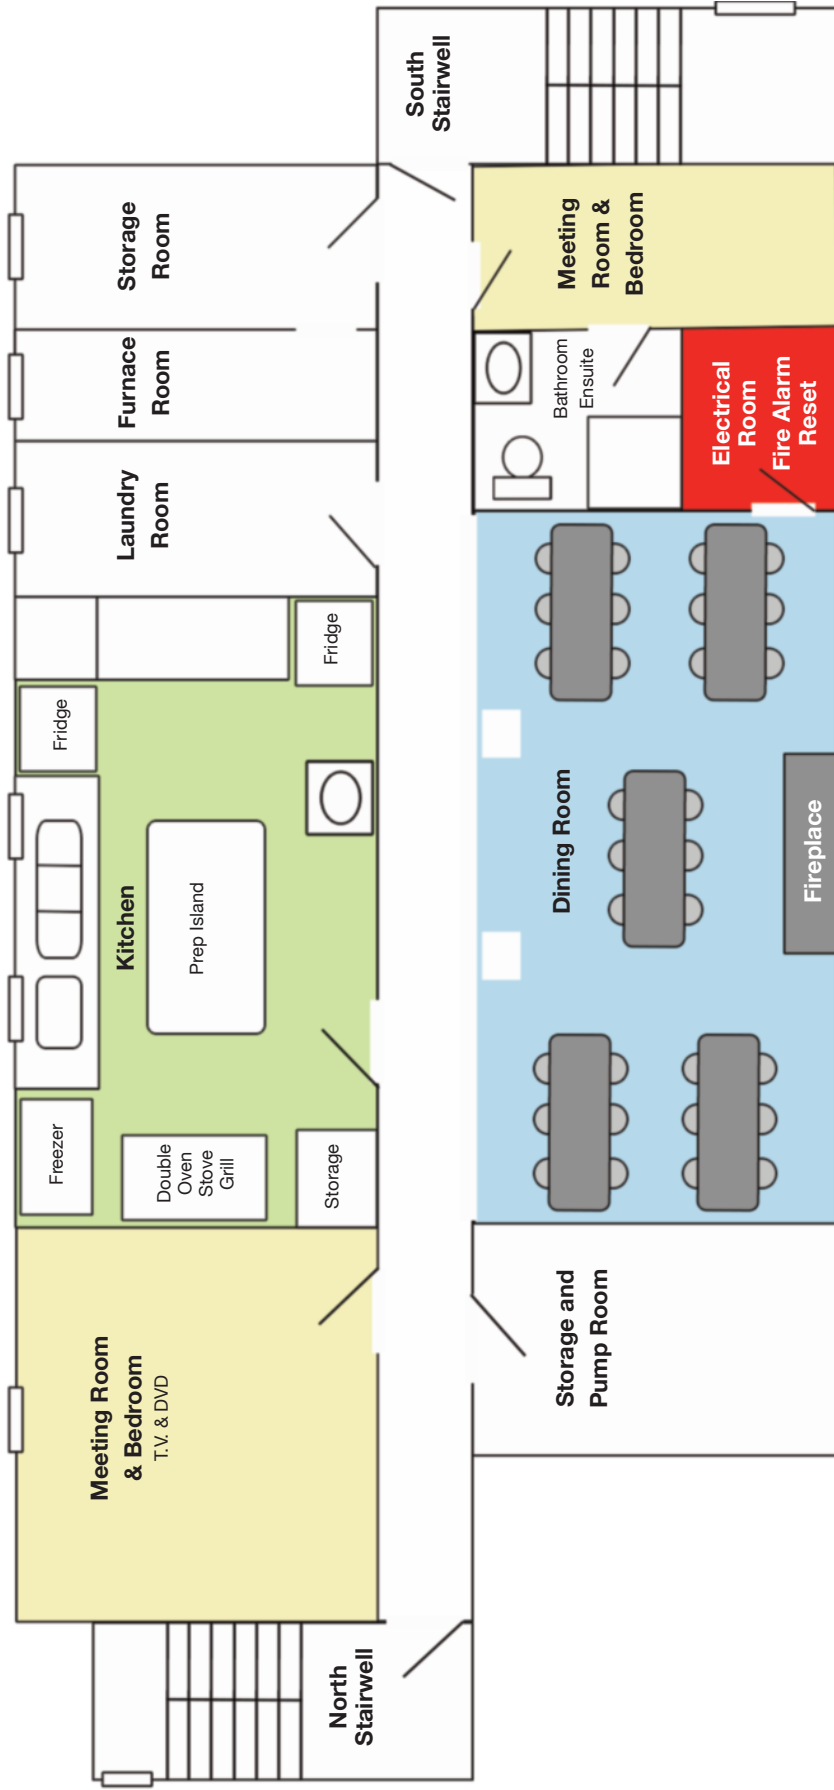 North
Stairwell
Meeting Room
& Bedroom
T.V. & DVD
Freezer
Double
Oven
Stove
Grill
Storage
Kitchen
Prep Island
Fridge
Fridge
Laundry
Room
Furnace
Room
Storage
Room
South
Stairwell
Storage and
Pump Room
Dining Room
Fireplace
Bathroom
Ensuite
Electrical
Room
Fire Alarm
Reset
Meeting
Room &
Bedroom